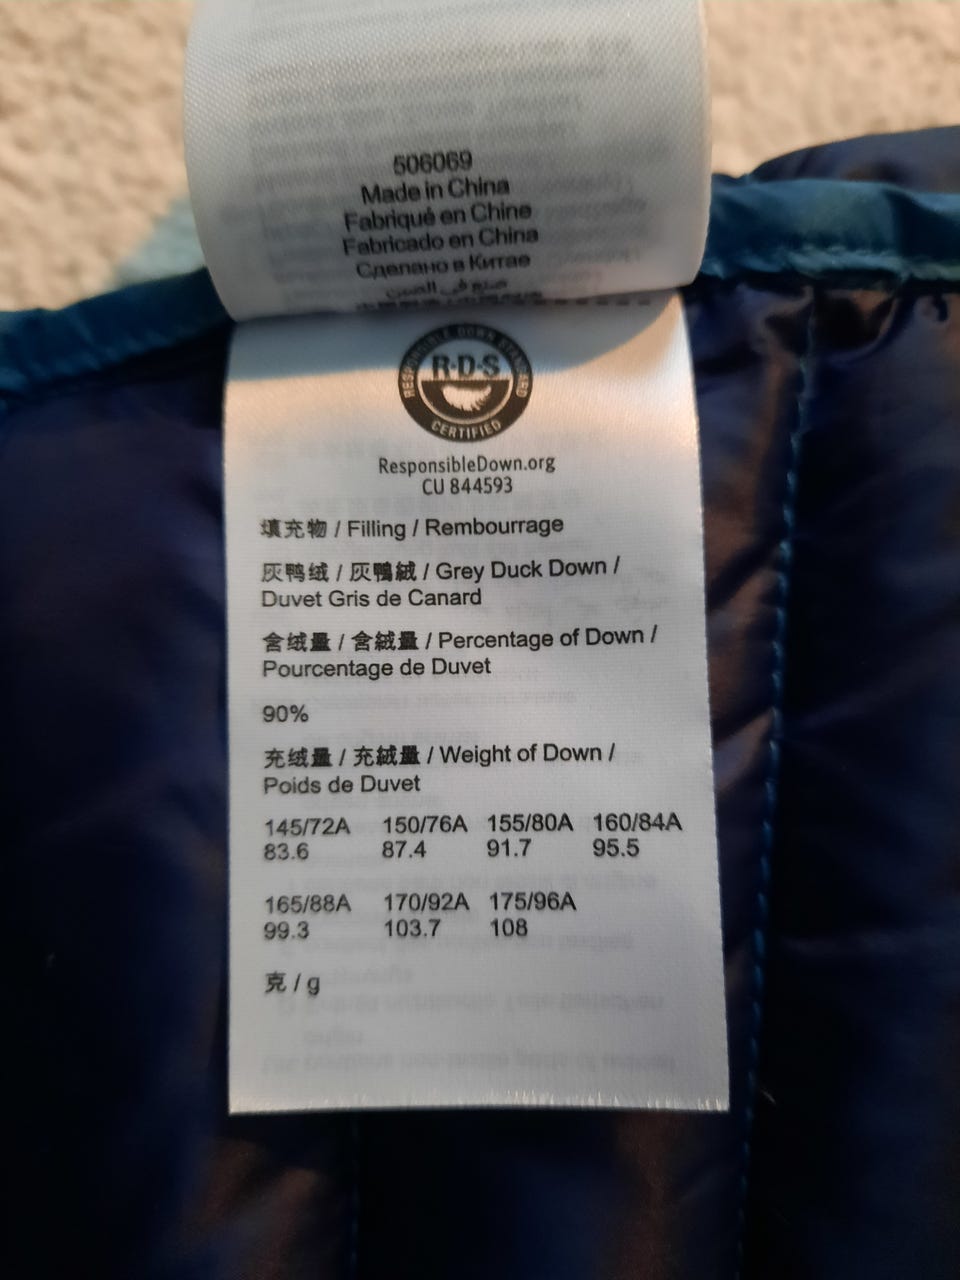 506069
Made in China
Fabriqué en Chine
Fabricado en China
Сделано в Китае
صنع في الصين
RESPONSIBLE DOWN STANDARD
R·D·S
CERTIFIED
ResponsibleDown.org
CU 844593
填充物 / Filling / Rembourrage
灰鸭绒 / 灰鴨絨 / Grey Duck Down /
Duvet Gris de Canard
含绒量 / 含絨量 / Percentage of Down /
Pourcentage de Duvet
90%
充绒量 / 充絨量 / Weight of Down /
Poids de Duvet
145/72A 150/76A 155/80A 160/84A
83.6 87.4 91.7 95.5
165/88A 170/92A 175/96A
99.3 103.7 108
克 / g